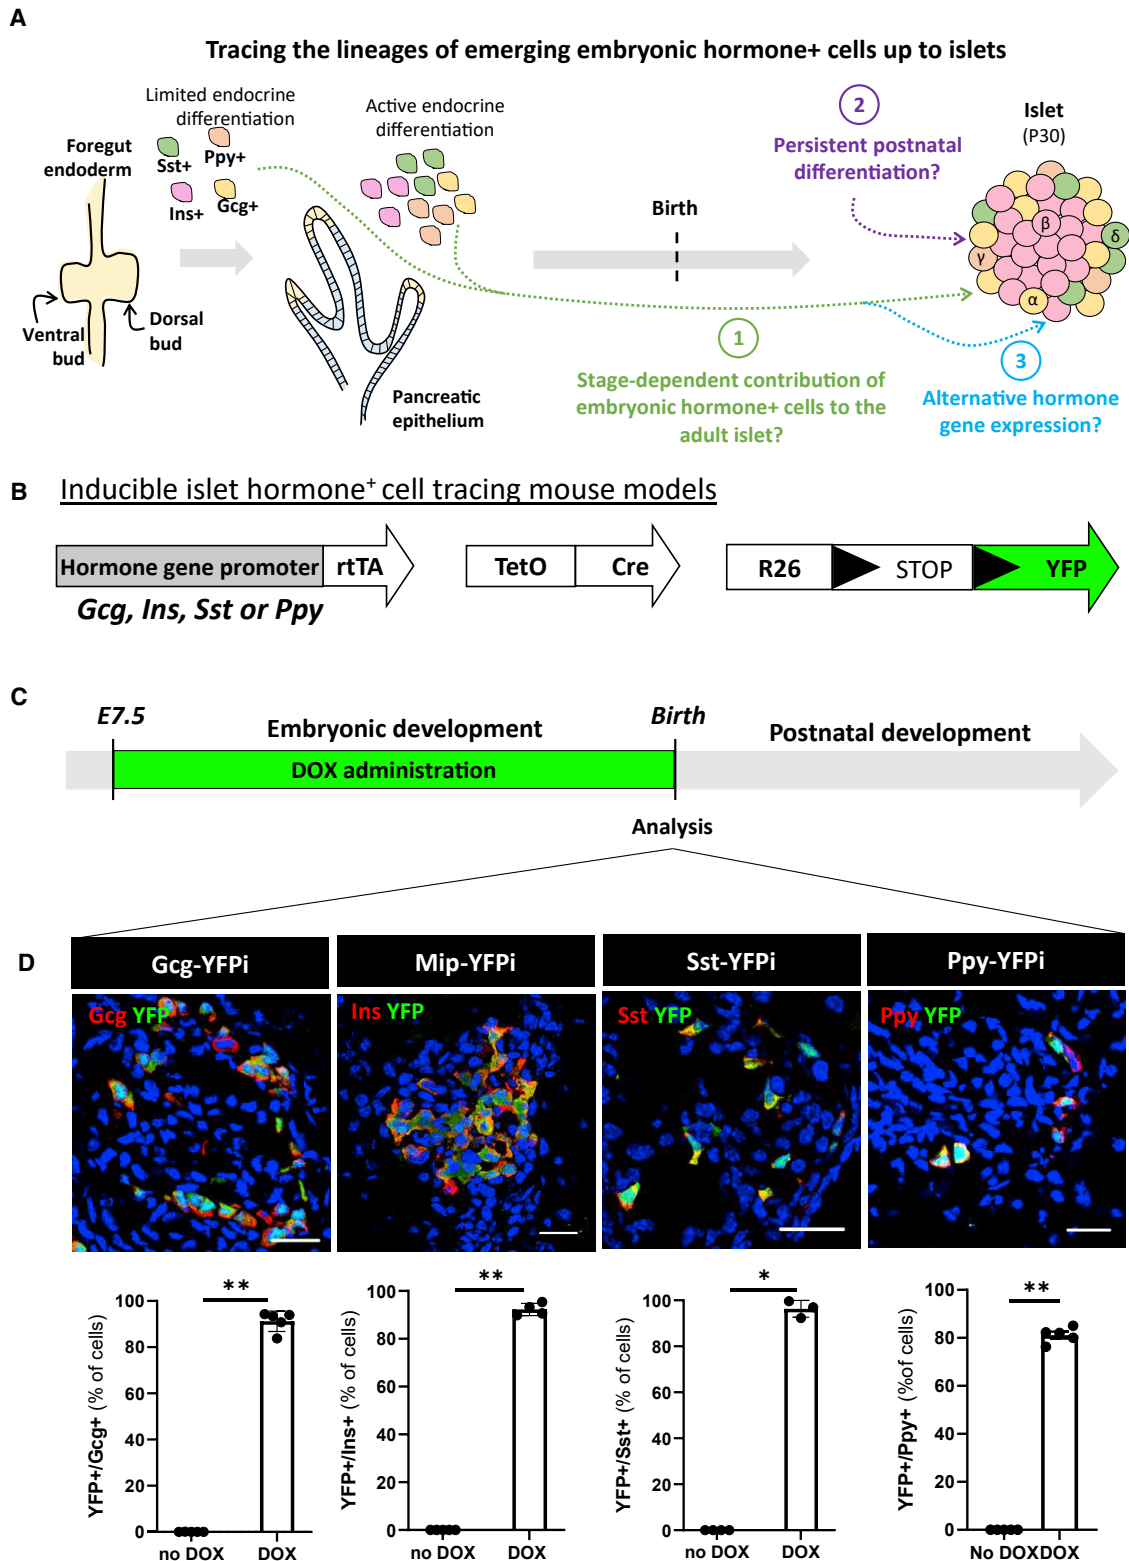 A
Tracing the lineages of emerging embryonic hormone+ cells up to islets
Limited endocrine
differentiation
Active endocrine
differentiation
Foregut
endoderm
Sst+
Ppy+
Ins+
Gcg+
Ventral
bud
Dorsal
bud
Pancreatic
epithelium
Birth
1
Stage-dependent contribution of
embryonic hormone+ cells to the
adult islet?
2
Persistent postnatal
differentiation?
Islet
(P30)
β
δ
γ
α
3
Alternative hormone
gene expression?
B
Inducible islet hormone⁺ cell tracing mouse models
Hormone gene promoter rtTA
TetO Cre
R26 STOP YFP
Gcg, Ins, Sst or Ppy
C
E7.5
Embryonic development
Birth
Postnatal development
DOX administration
Analysis
D
Gcg-YFPi
Mip-YFPi
Sst-YFPi
Ppy-YFPi
Gcg YFP
Ins YFP
Sst YFP
Ppy YFP
YFP+/Gcg+ (% of cells)
100
80
60
40
20
0
**
no DOX DOX
YFP+/Ins+ (% of cells)
100
80
60
40
20
0
**
no DOX DOX
YFP+/Sst+ (% of cells)
100
80
60
40
20
0
*
no DOX DOX
YFP+/Ppy+ (%of cells)
100
80
60
40
20
0
**
No DOX DOX